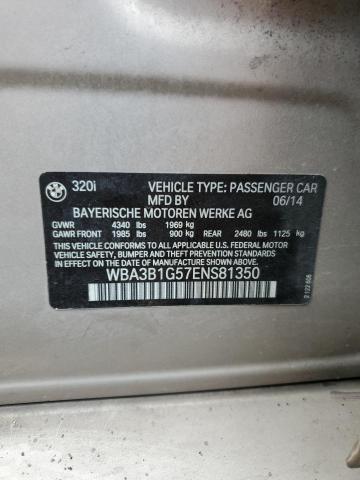 320i VEHICLE TYPE: PASSENGER CAR
MFD BY 06/14
BAYERISCHE MOTOREN WERKE AG
GVWR 4340 lbs 1969 kg
GAWR FRONT 1985 lbs 900 kg REAR 2480 lbs 1125 kg
THIS VEHICLE CONFORMS TO ALL APPLICABLE U.S. FEDERAL MOTOR
VEHICLE SAFETY, BUMPER AND THEFT PREVENTION STANDARDS
IN EFFECT ON THE DATE OF MANUFACTURE SHOWN ABOVE.
WBA3B1G57ENS81350